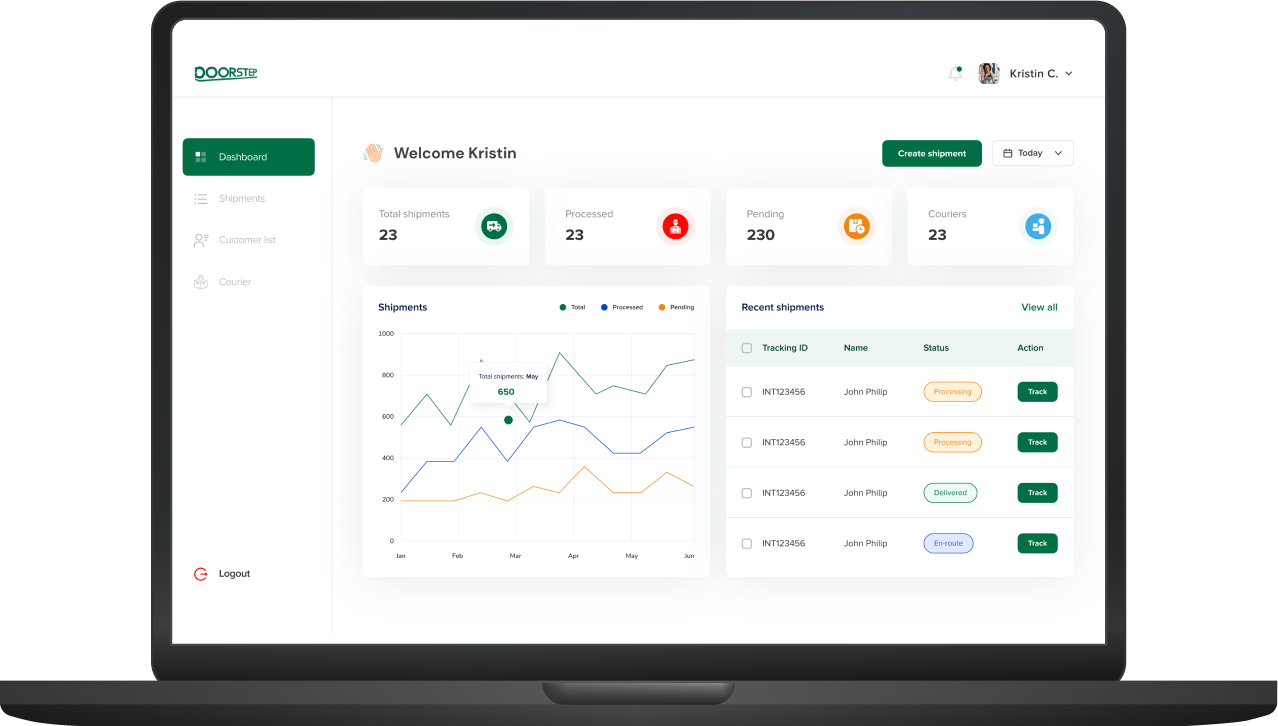 DOORSTEP
Kristin C.
Dashboard
Shipments
Customer list
Courier
Logout
Welcome Kristin
Create shipment
Today
Total shipments
23
Processed
23
Pending
230
Couriers
23
Shipments
Total
Processed
Pending
1000
800
600
400
200
0
Jan
Feb
Mar
Apr
May
Jun
Total shipments: May
650
Recent shipments
View all
Tracking ID Name Status Action
INT123456 John Philip Processing Track
INT123456 John Philip Processing Track
INT123456 John Philip Delivered Track
INT123456 John Philip En-route Track